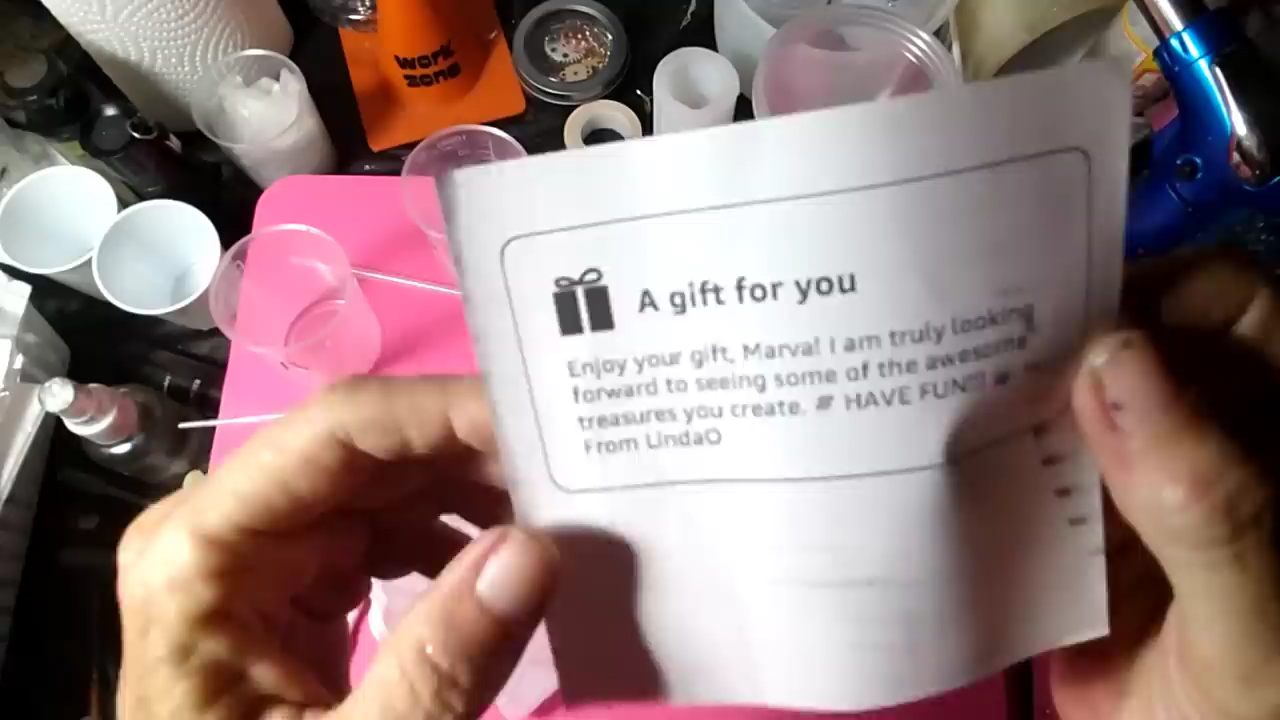 work
zone
A gift for you
Enjoy your gift, Marva! I am truly looking
forward to seeing some of the awesome
treasures you create. # HAVE FUN!!!
From LindaO